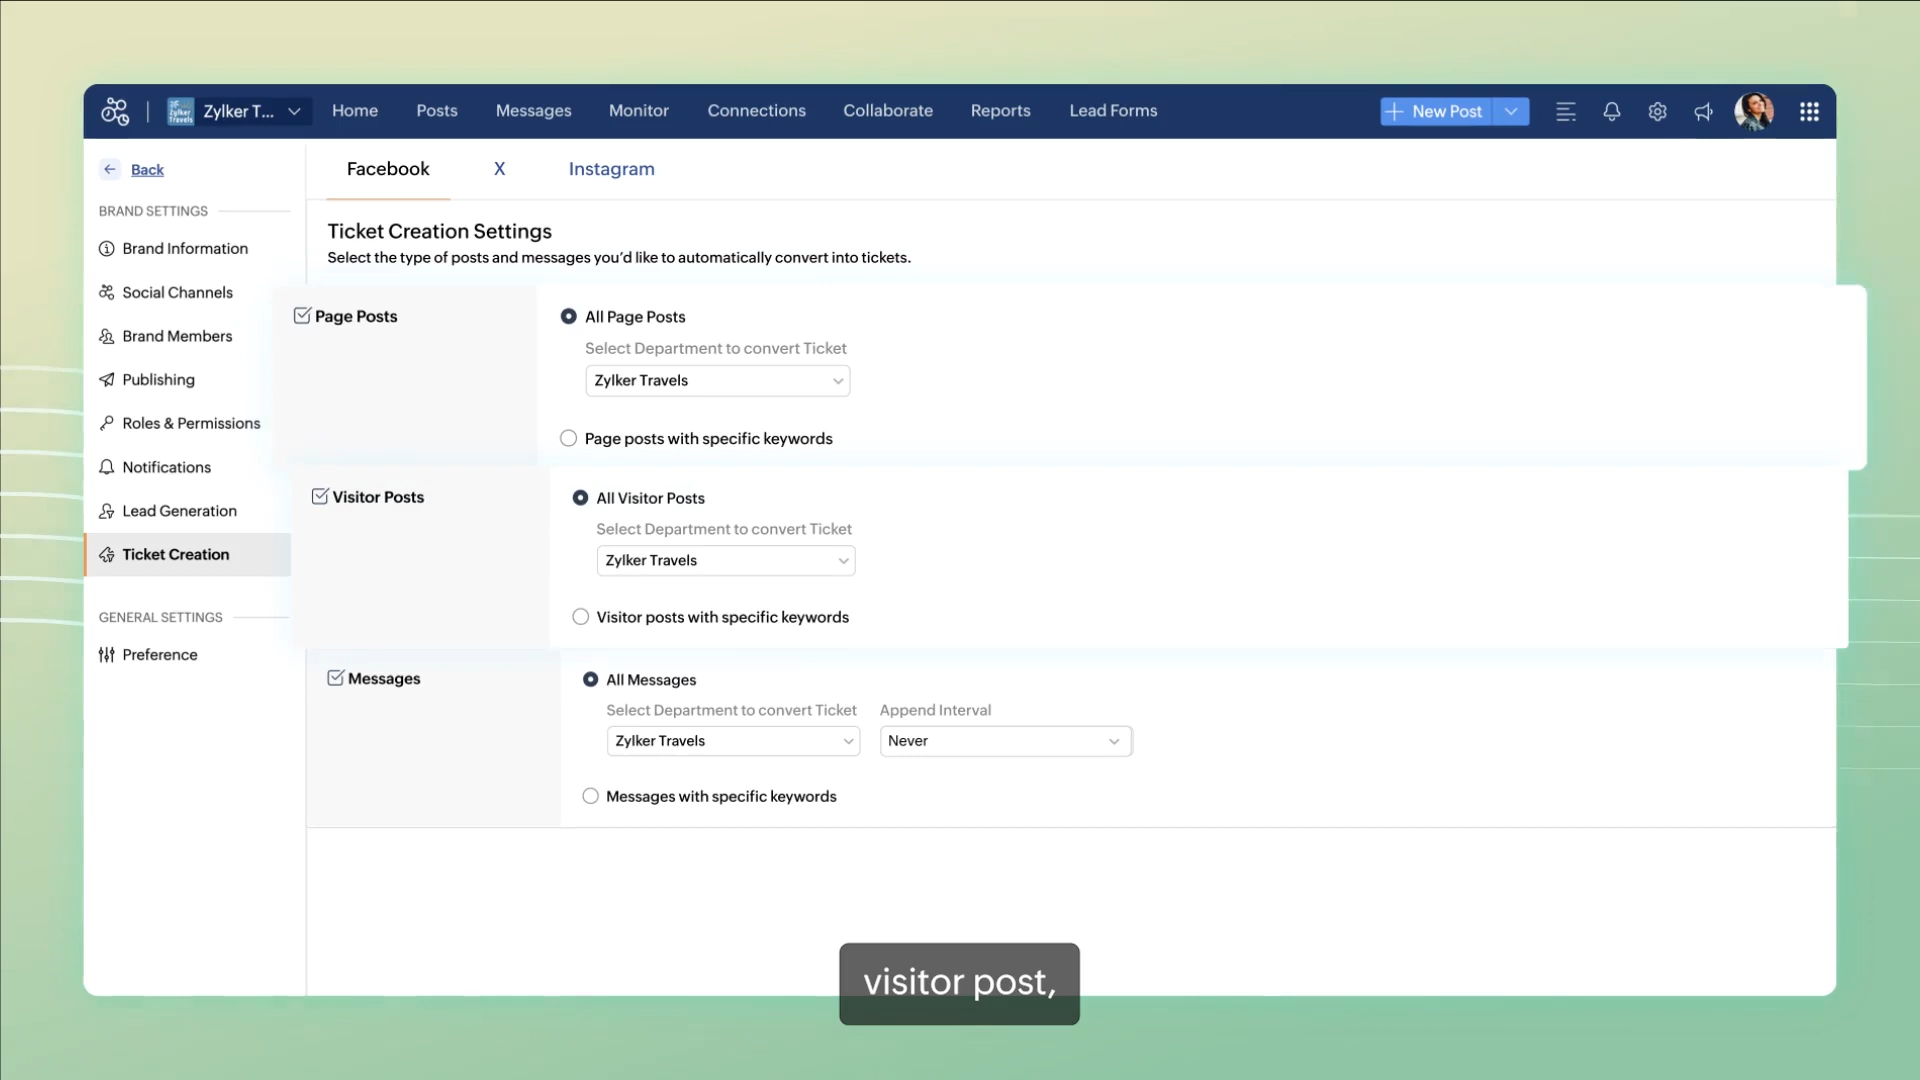 Zylker T...
Home
Posts
Messages
Monitor
Connections
Collaborate
Reports
Lead Forms
New Post
Back
BRAND SETTINGS
Brand Information
Social Channels
Brand Members
Publishing
Roles & Permissions
Notifications
Lead Generation
Ticket Creation
GENERAL SETTINGS
Preference
Facebook
X
Instagram
Ticket Creation Settings
Select the type of posts and messages you’d like to automatically convert into tickets.
Page Posts
All Page Posts
Select Department to convert Ticket
Zylker Travels
Page posts with specific keywords
Visitor Posts
All Visitor Posts
Select Department to convert Ticket
Zylker Travels
Visitor posts with specific keywords
Messages
All Messages
Select Department to convert Ticket
Append Interval
Zylker Travels
Never
Messages with specific keywords
visitor post,